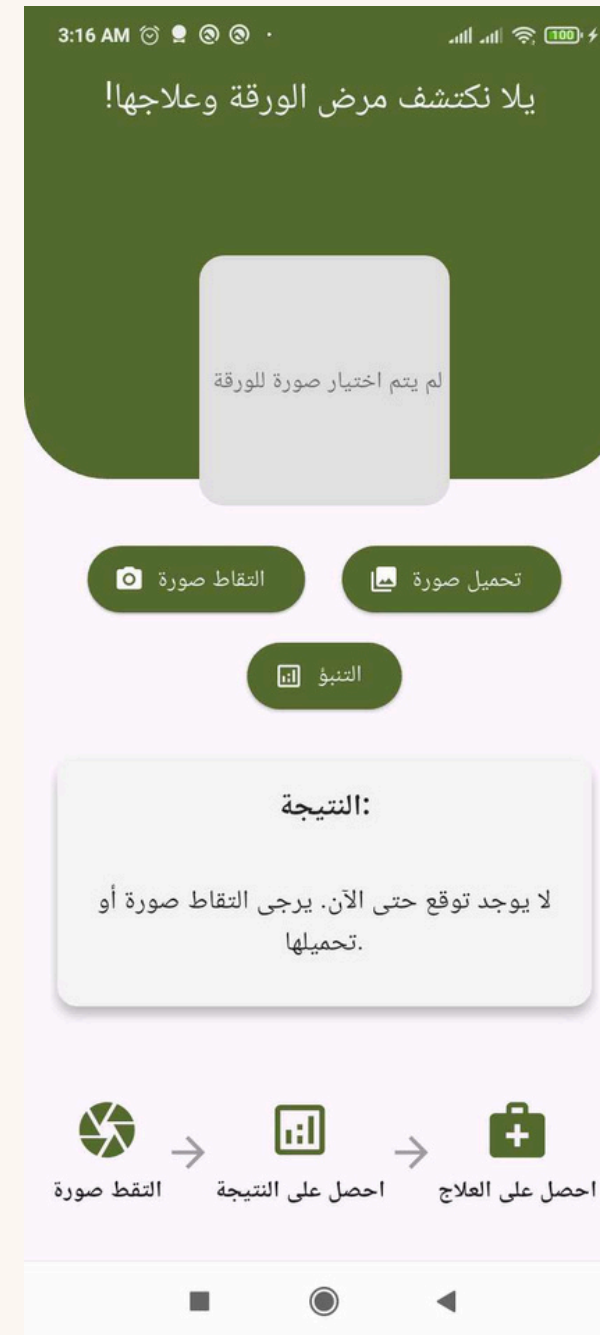 3:16 AM
100
يلا نكتشف مرض الورقة وعلاجها!
لم يتم اختيار صورة للورقة
تحميل صورة
التقاط صورة
التنبؤ
النتيجة:
لا يوجد توقع حتى الآن. يرجى التقاط صورة أو
تحميلها.
التقط صورة
احصل على النتيجة
احصل على العلاج